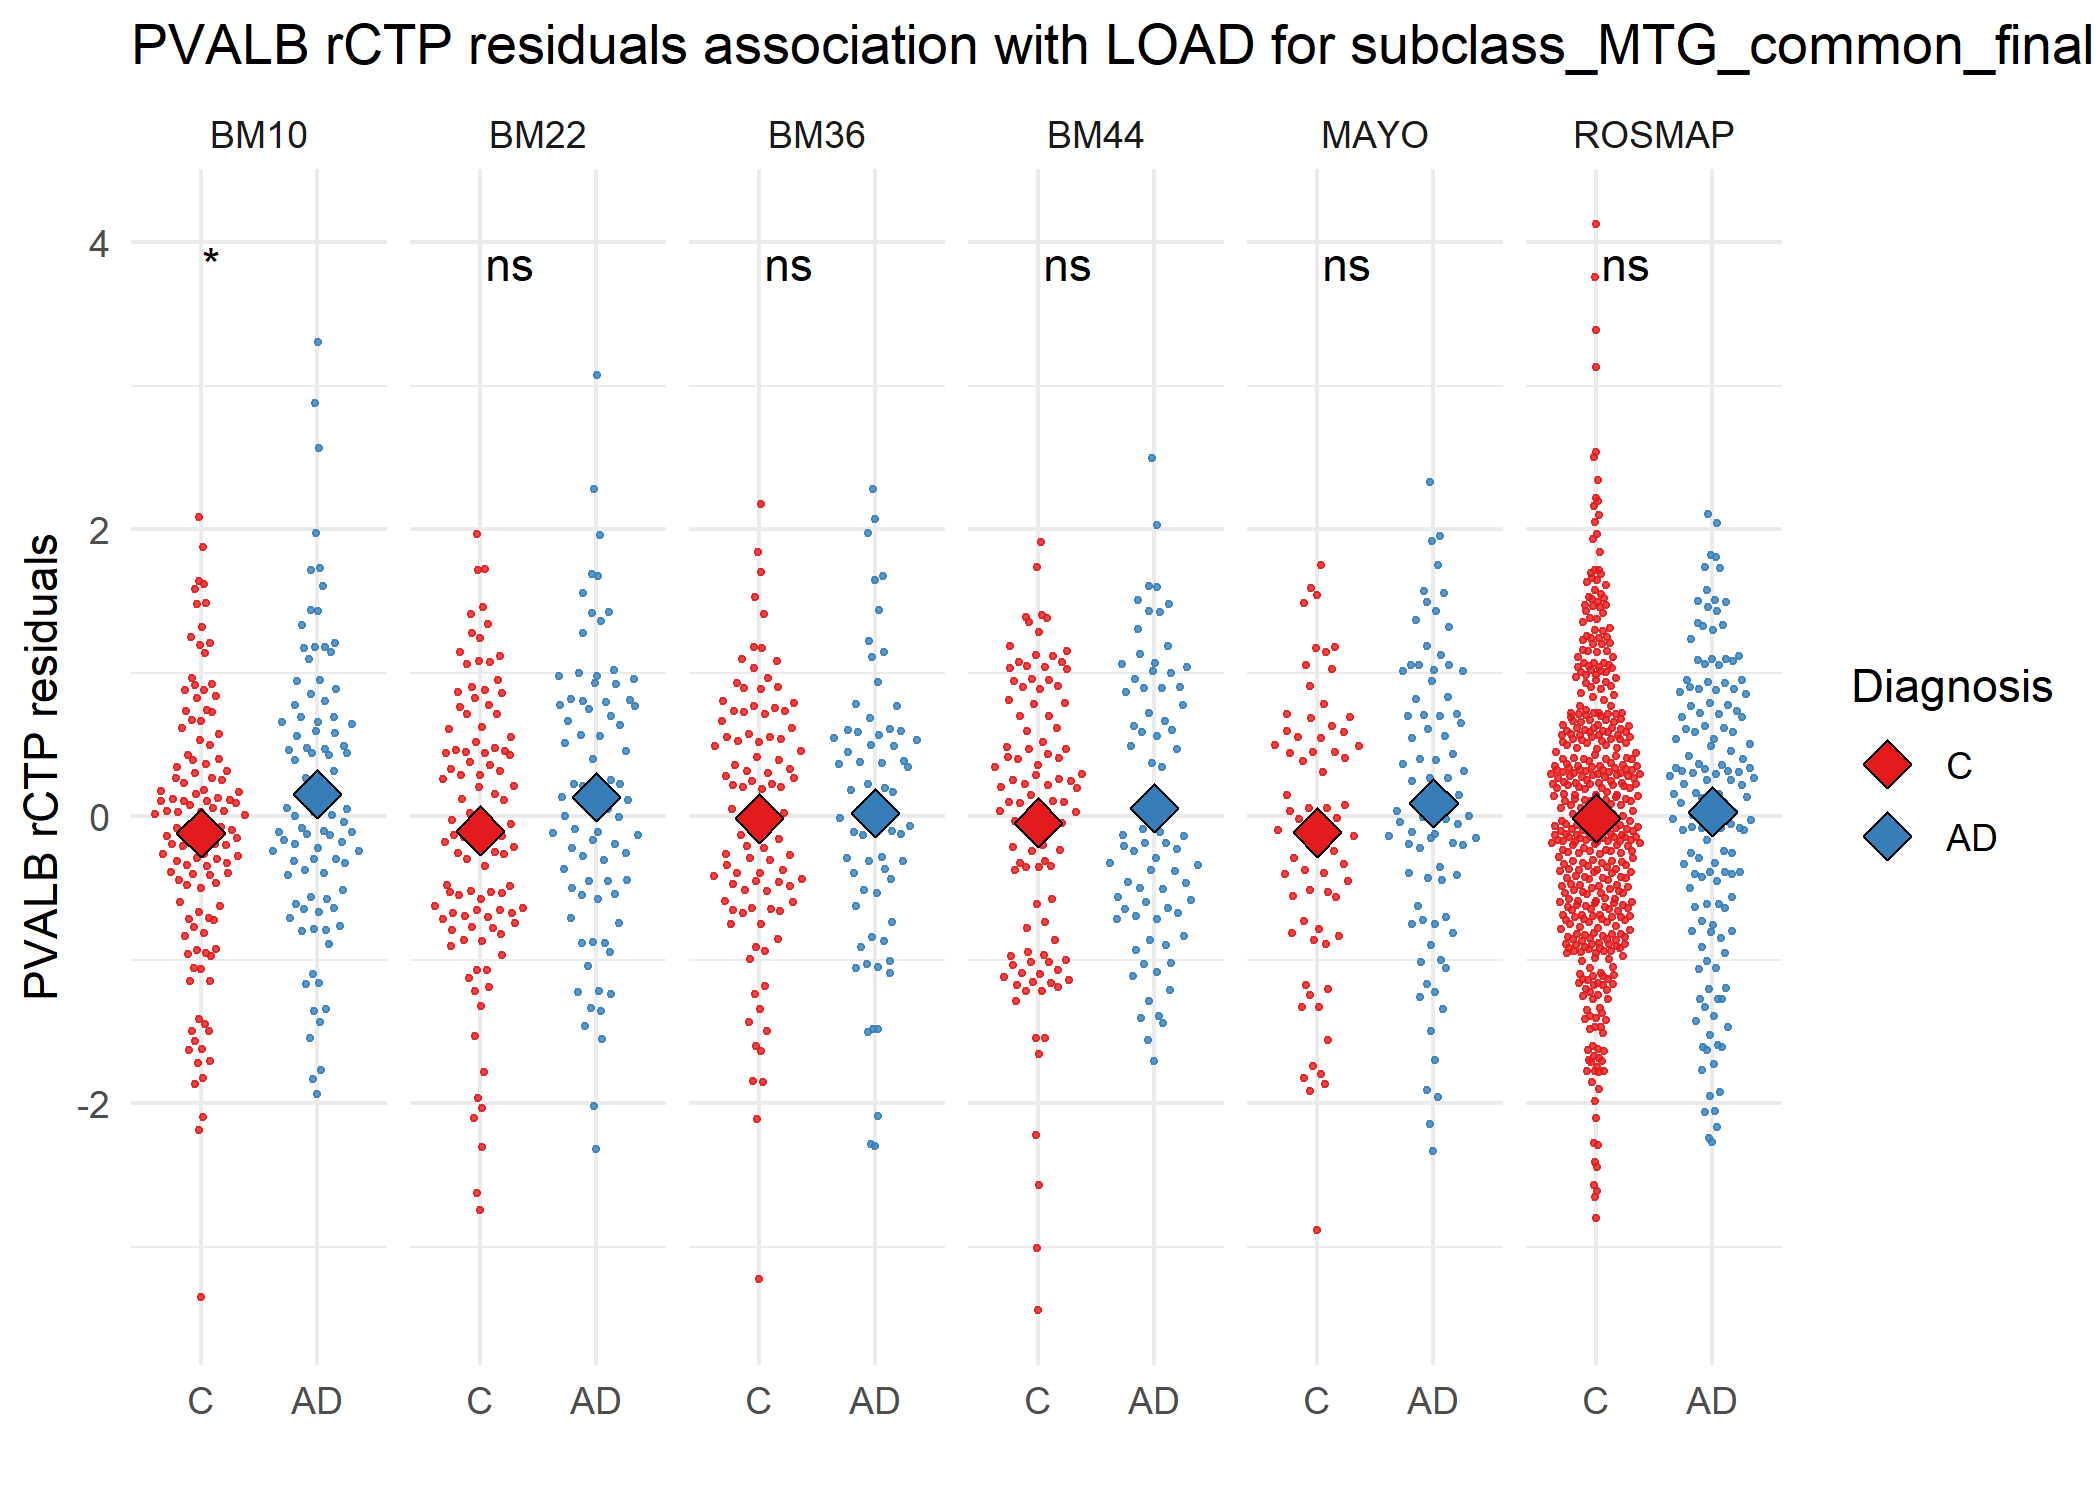 PVALB rCTP residuals association with LOAD for subclass_MTG_common_final
BM10 BM22 BM36 BM44 MAYO ROSMAP
* ns ns ns ns ns
4
2
0
-2
PVALB rCTP residuals
C AD C AD C AD C AD C AD C AD
Diagnosis
C
AD